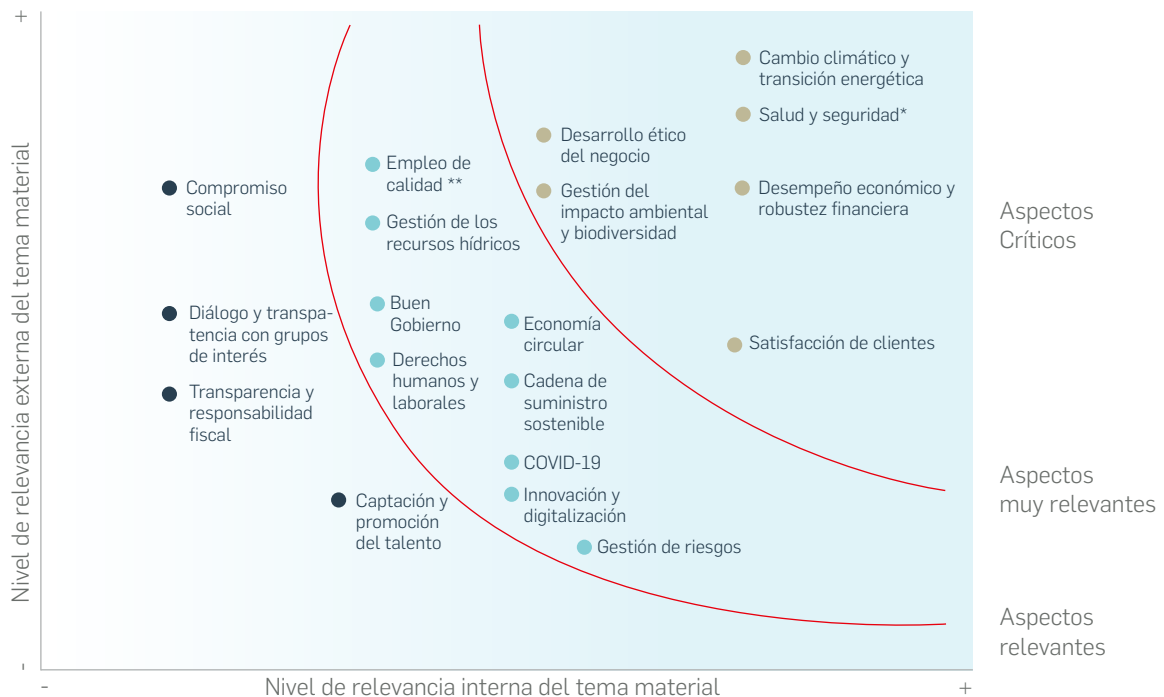 +
Nivel de relevancia externa del tema material
-
Cambio climático y
transición energética
Salud y seguridad*
Desarrollo ético
del negocio
Empleo de
calidad **
Compromiso
social
Gestión del
impacto ambiental
y biodiversidad
Desempeño económico y
robustez financiera
Gestión de los
recursos hídricos
Aspectos
Críticos
Buen
Gobierno
Diálogo y transpa-
tencia con grupos
de interés
Economía
circular
Satisfacción de clientes
Derechos
humanos y
laborales
Cadena de
suministro
sostenible
Transparencia y
responsabilidad
fiscal
COVID-19
Aspectos
muy relevantes
Captación y
promoción
del talento
Innovación y
digitalización
Gestión de riesgos
Aspectos
relevantes
-
Nivel de relevancia interna del tema material
+